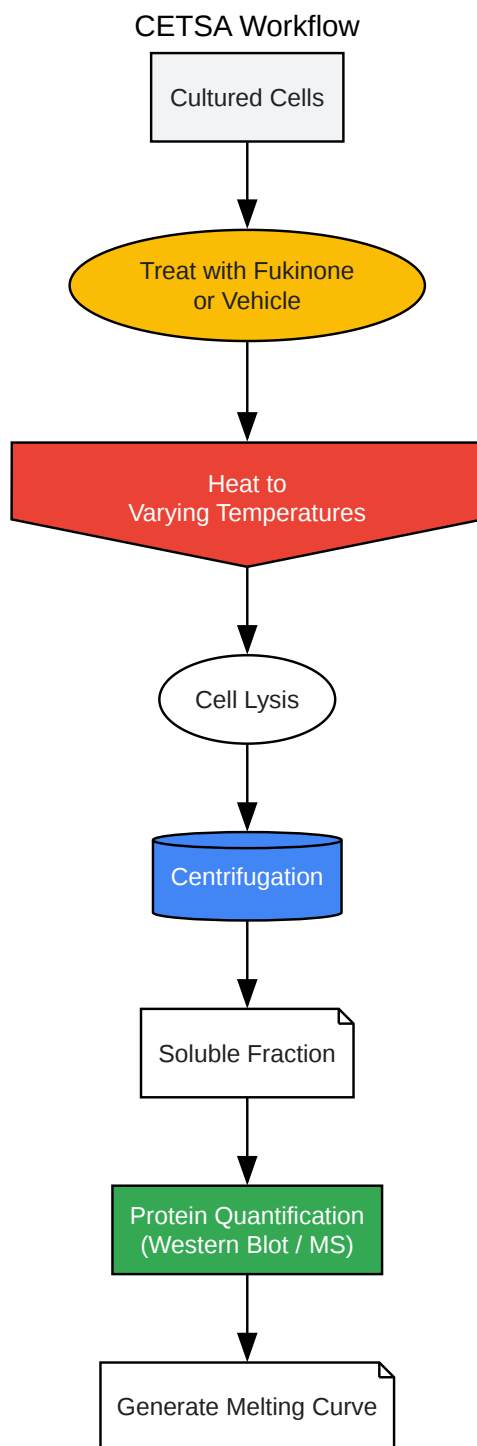 CETSA Workflow
Cultured Cells
Treat with Fukinone
or Vehicle
Heat to
Varying Temperatures
Cell Lysis
Centrifugation
Soluble Fraction
Protein Quantification
(Western Blot / MS)
Generate Melting Curve